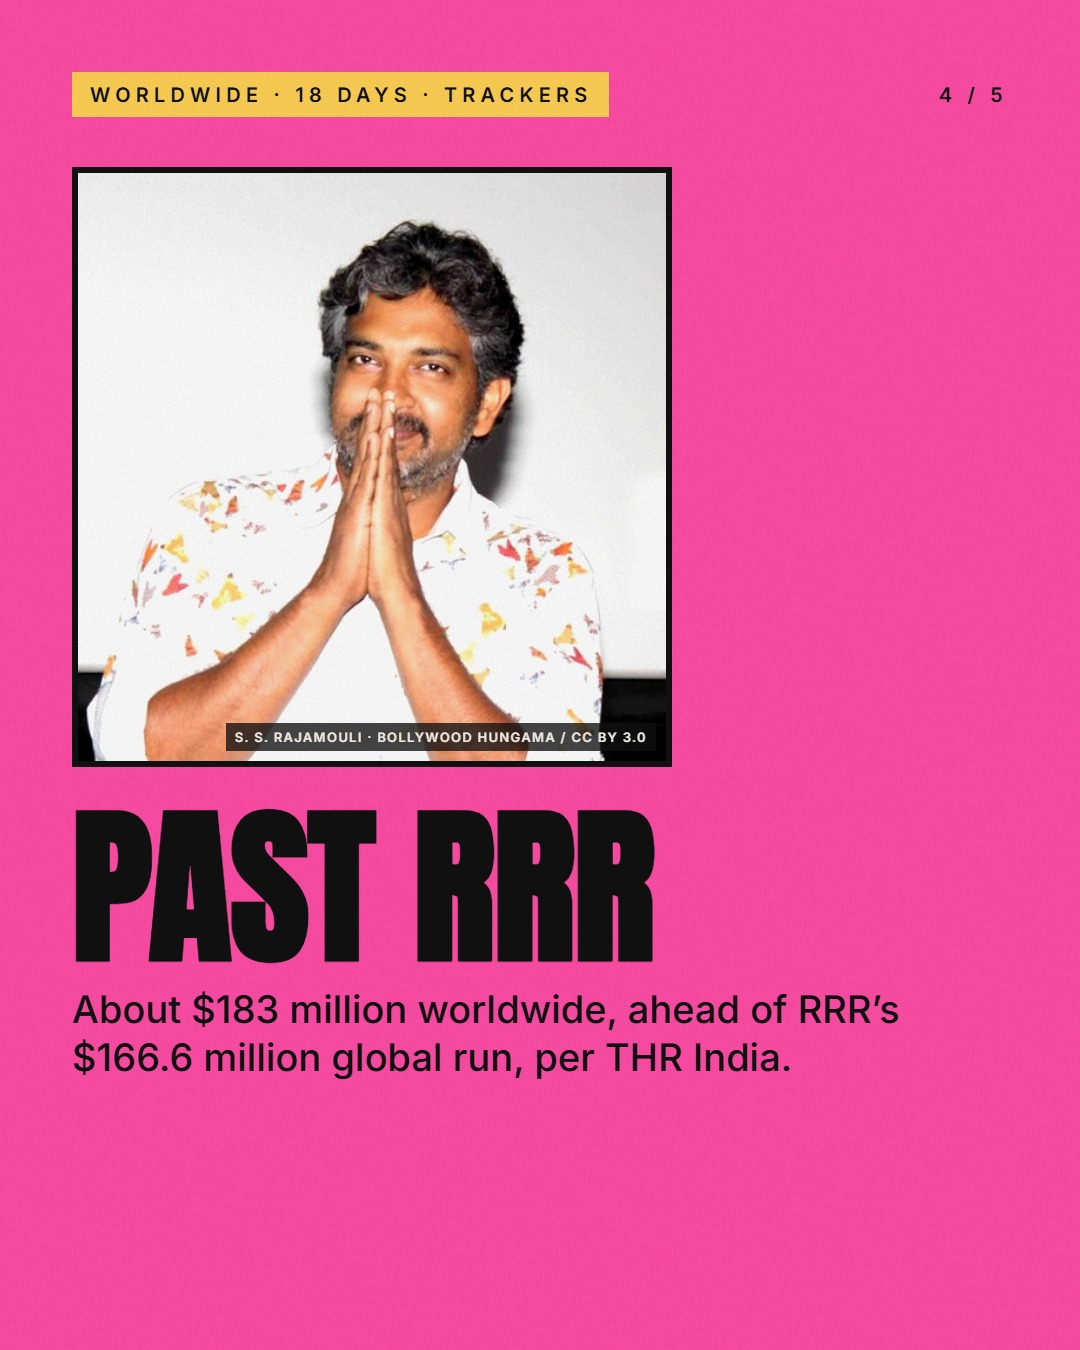 WORLDWIDE · 18 DAYS · TRACKERS
4 / 5
S. S. RAJAMOULI · BOLLYWOOD HUNGAMA / CC BY 3.0
PAST RRR
About $183 million worldwide, ahead of RRR’s
$166.6 million global run, per THR India.